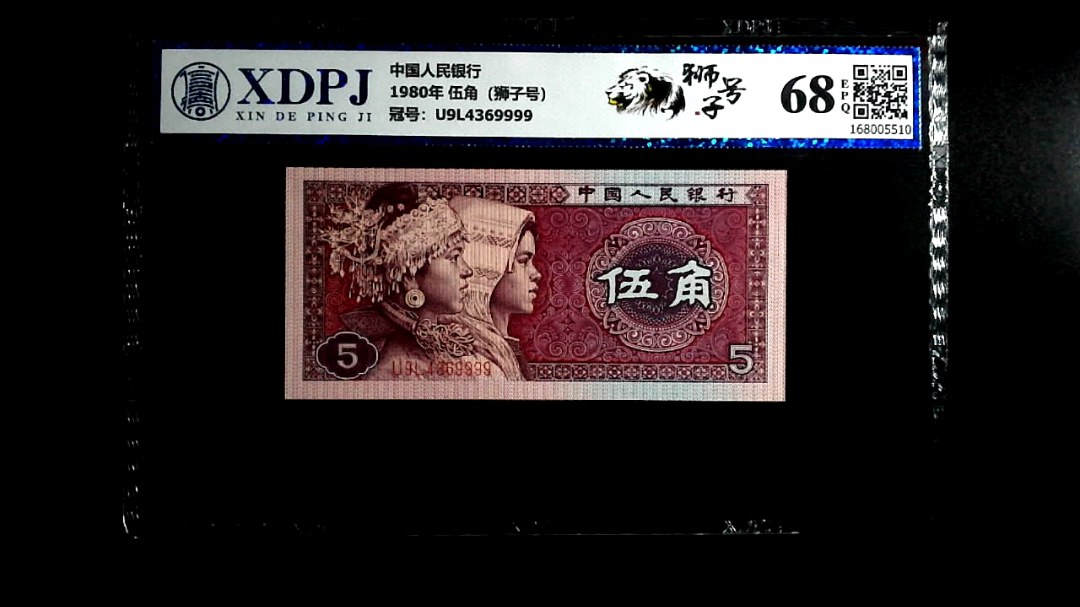 XDPJ
XIN DE PING JI
中国人民银行
1980年 伍角（狮子号）
冠号：U9L4369999
狮子号
68
EPQ
168005510
中国人民银行
伍角
5
U9L4369999
5